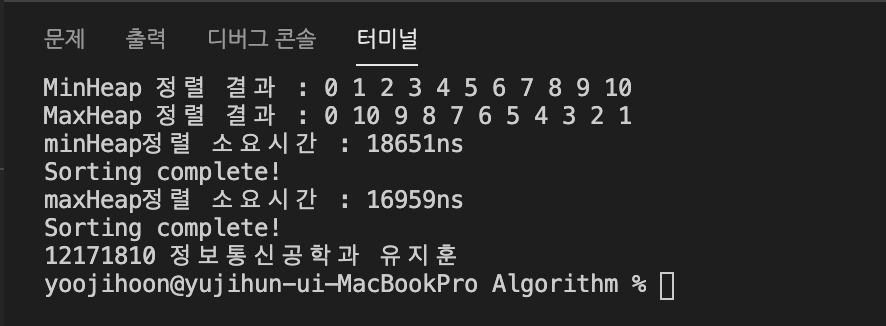 문제 출력 디버그 콘솔 터미널
MinHeap 정렬 결과 : 0 1 2 3 4 5 6 7 8 9 10
MaxHeap 정렬 결과 : 0 10 9 8 7 6 5 4 3 2 1
minHeap정렬 소요시간 : 18651ns
Sorting complete!
maxHeap정렬 소요시간 : 16959ns
Sorting complete!
12171810 정보통신공학과 유지훈
yoojihoon@yujihun-ui-MacBookPro Algorithm %